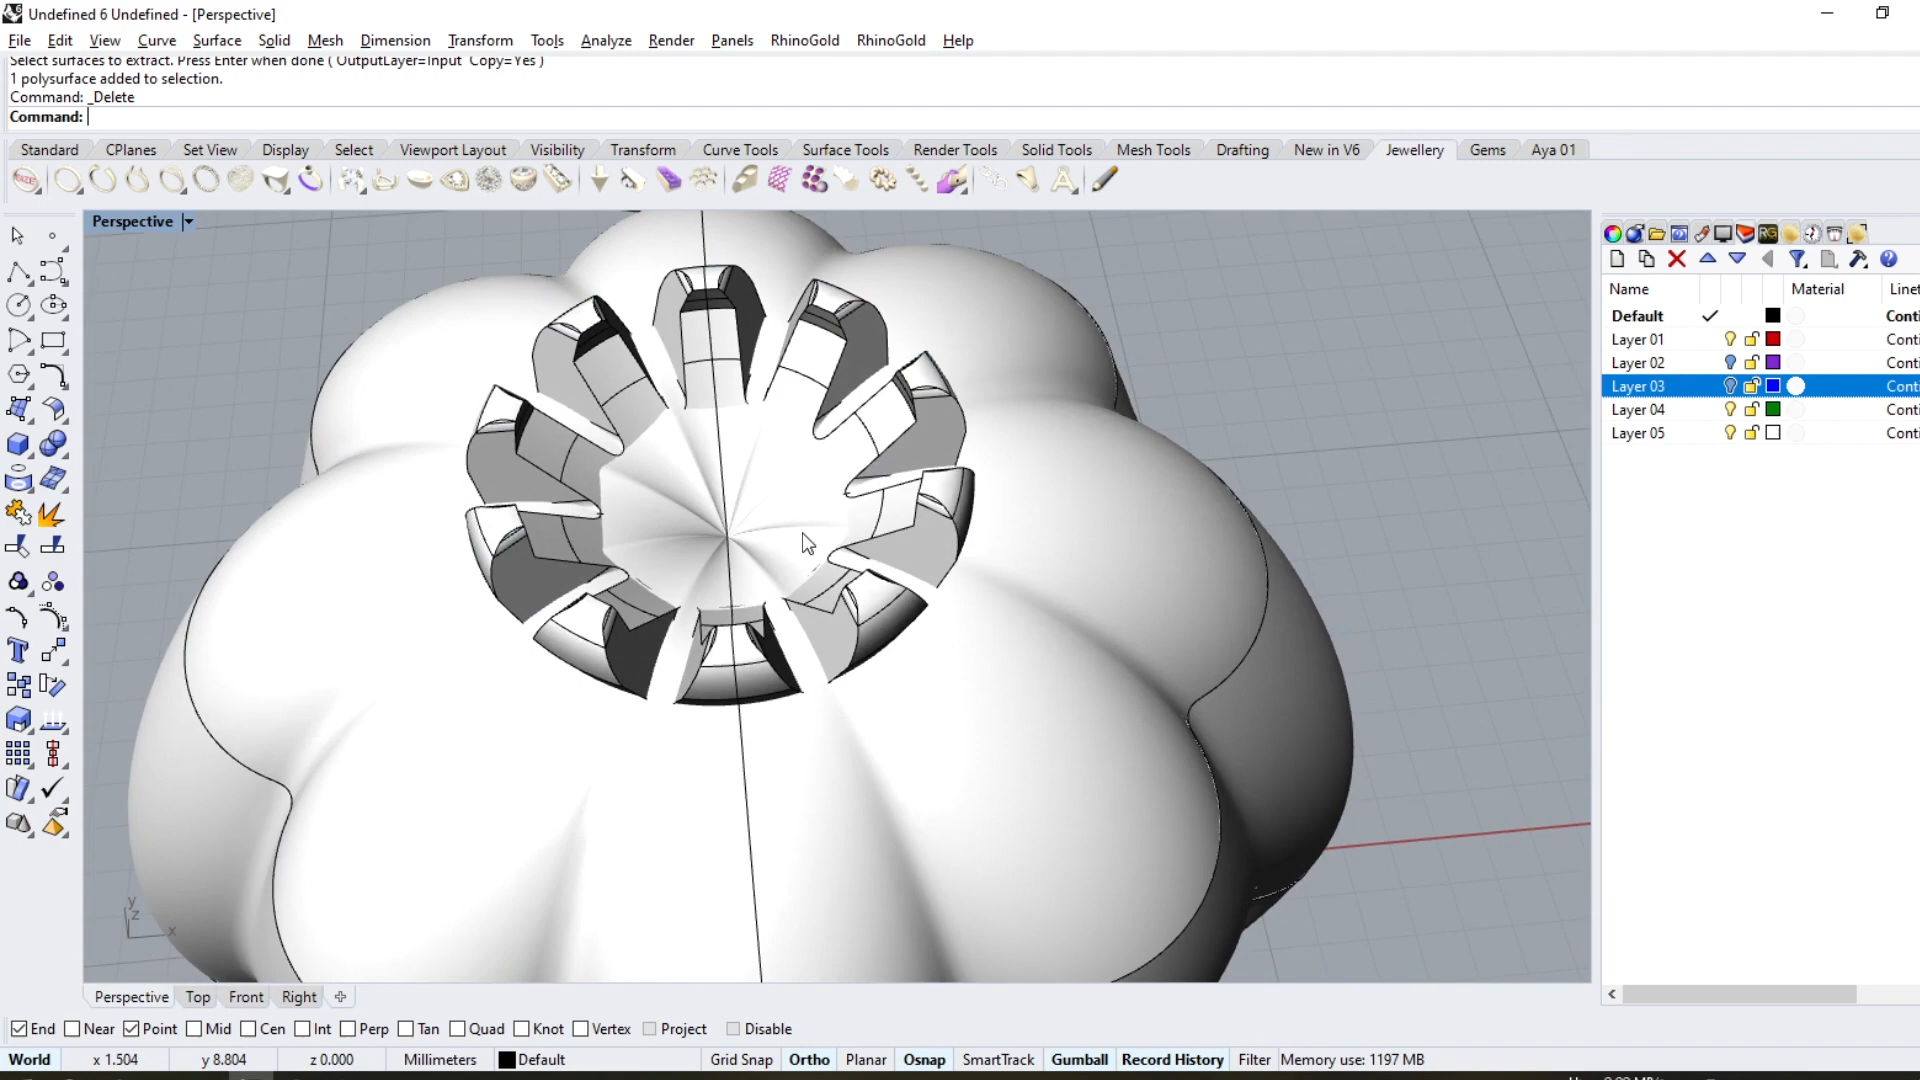 Undefined 6 Undefined - [Perspective]
File Edit View Curve Surface Solid Mesh Dimension Transform Tools Analyze Render Panels RhinoGold RhinoGold Help
Select surfaces to extract. Press Enter when done ( OutputLayer=Input Copy=Yes )
1 polysurface added to selection.
Command: _Delete
Command:
Standard CPlanes Set View Display Select Viewport Layout Visibility Transform Curve Tools Surface Tools Render Tools Solid Tools Mesh Tools Drafting New in V6 Jewellery Gems Aya 01
Perspective
Name Material Linet
Default Conti
Layer 01 Conti
Layer 02 Conti
Layer 03 Conti
Layer 04 Conti
Layer 05 Conti
y
z
x
Perspective Top Front Right
End Near Point Mid Cen Int Perp Tan Quad Knot Vertex Project Disable
World x 1.504 y 8.804 z 0.000 Millimeters Default Grid Snap Ortho Planar Osnap SmartTrack Gumball Record History Filter Memory use: 1197 MB